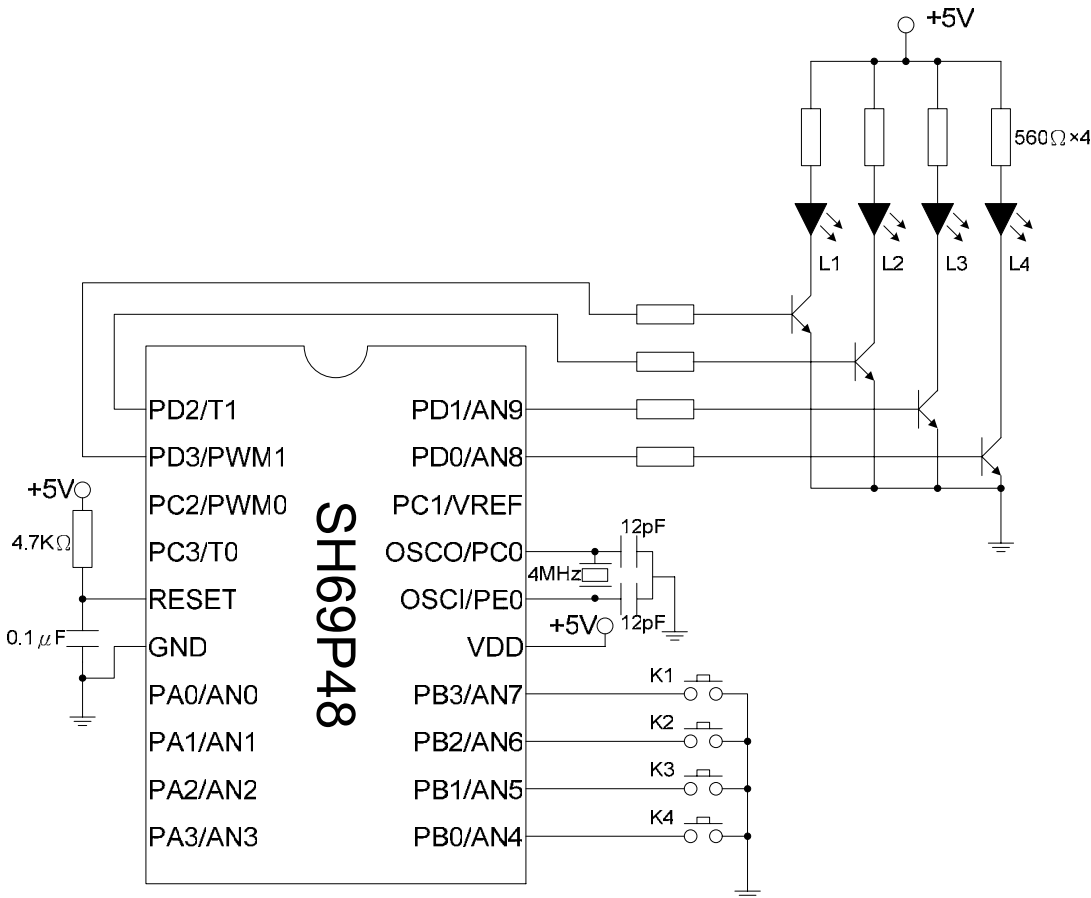 +5V
560Ω×4
L1 L2 L3 L4
PD2/T1 PD1/AN9
PD3/PWM1 PD0/AN8
+5V
PC2/PWM0 PC1/VREF
12pF
4.7KΩ
PC3/T0 OSCO/PC0
4MHz
RESET OSCI/PE0
12pF
+5V
0.1μF
GND VDD
K1
PA0/AN0 PB3/AN7
K2
PA1/AN1 PB2/AN6
K3
PA2/AN2 PB1/AN5
K4
PA3/AN3 PB0/AN4
SH69P48